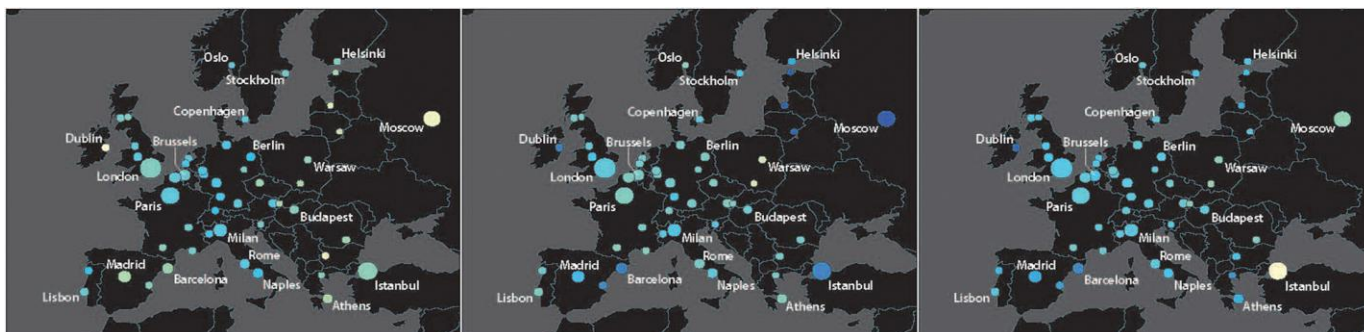 Oslo
Helsinki
Stockholm
Copenhagen
Moscow
Dublin
Brussels
Berlin
London
Warsaw
Paris
Budapest
Milan
Madrid
Rome
Barcelona
Lisbon
Naples
Istanbul
Athens
Oslo
Helsinki
Stockholm
Copenhagen
Moscow
Dublin
Brussels
Berlin
London
Warsaw
Paris
Budapest
Milan
Madrid
Rome
Barcelona
Lisbon
Naples
Istanbul
Athens
Oslo
Helsinki
Stockholm
Copenhagen
Moscow
Dublin
Brussels
Berlin
London
Warsaw
Paris
Budapest
Milan
Madrid
Rome
Barcelona
Lisbon
Naples
Istanbul
Athens